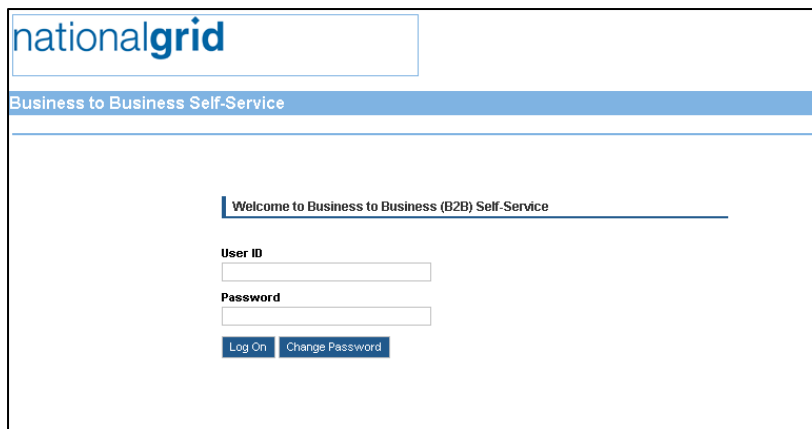 nationalgrid
Business to Business Self-Service
Welcome to Business to Business (B2B) Self-Service
User ID
Password
Log On Change Password